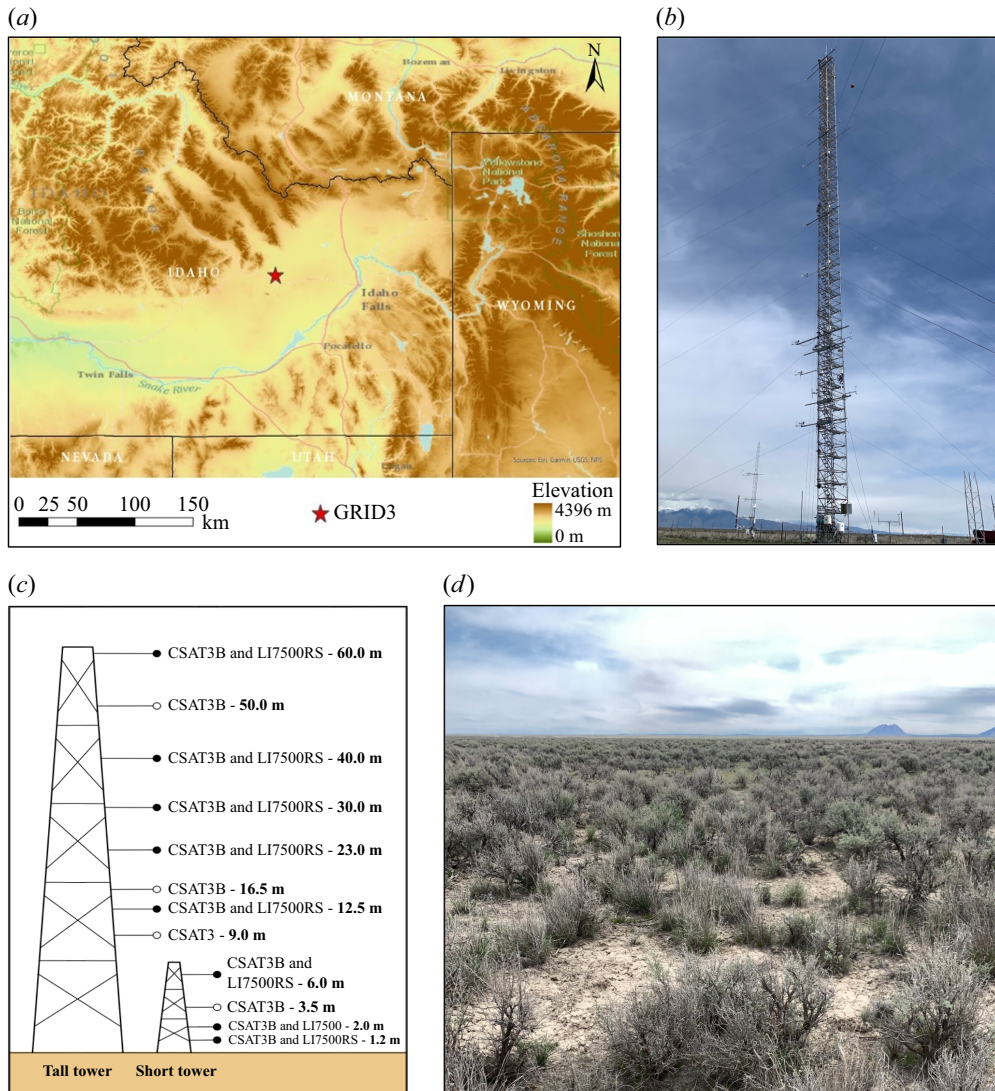 (a)
(b)
N
Bozeman
Livingston
MONTANA
ABSAROKA RANGE
Yellowstone
National
Park
Shoshone
National
Forest
IDAHO
Idaho
Falls
WYOMING
Pocatello
Twin Falls
Snake River
NEVADA
UTAH
Logan
Sources: Esri, Garmin, USGS, NPS
0 25 50 100 150
km
GRID3
Elevation
4396 m
0 m
(c)
(d)
CSAT3B and LI7500RS - 60.0 m
CSAT3B - 50.0 m
CSAT3B and LI7500RS - 40.0 m
CSAT3B and LI7500RS - 30.0 m
CSAT3B and LI7500RS - 23.0 m
CSAT3B - 16.5 m
CSAT3B and LI7500RS - 12.5 m
CSAT3 - 9.0 m
CSAT3B and
LI7500RS - 6.0 m
CSAT3B - 3.5 m
CSAT3B and LI7500 - 2.0 m
CSAT3B and LI7500RS - 1.2 m
Tall tower Short tower